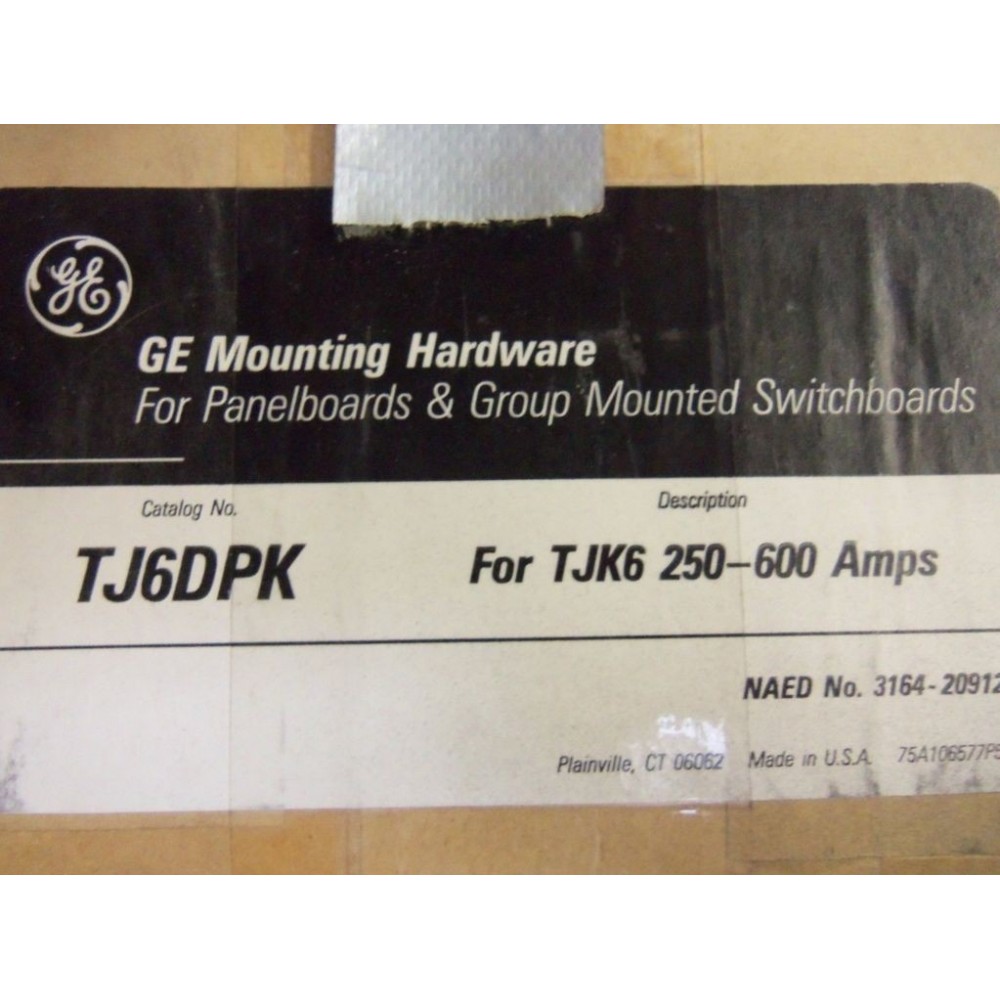 GE
GE Mounting Hardware
For Panelboards & Group Mounted Switchboards
Catalog No.
Description
TJ6DPK
For TJK6 250–600 Amps
NAED No. 3164-20912
Plainville, CT 06062 Made in U.S.A. 75A106577P9